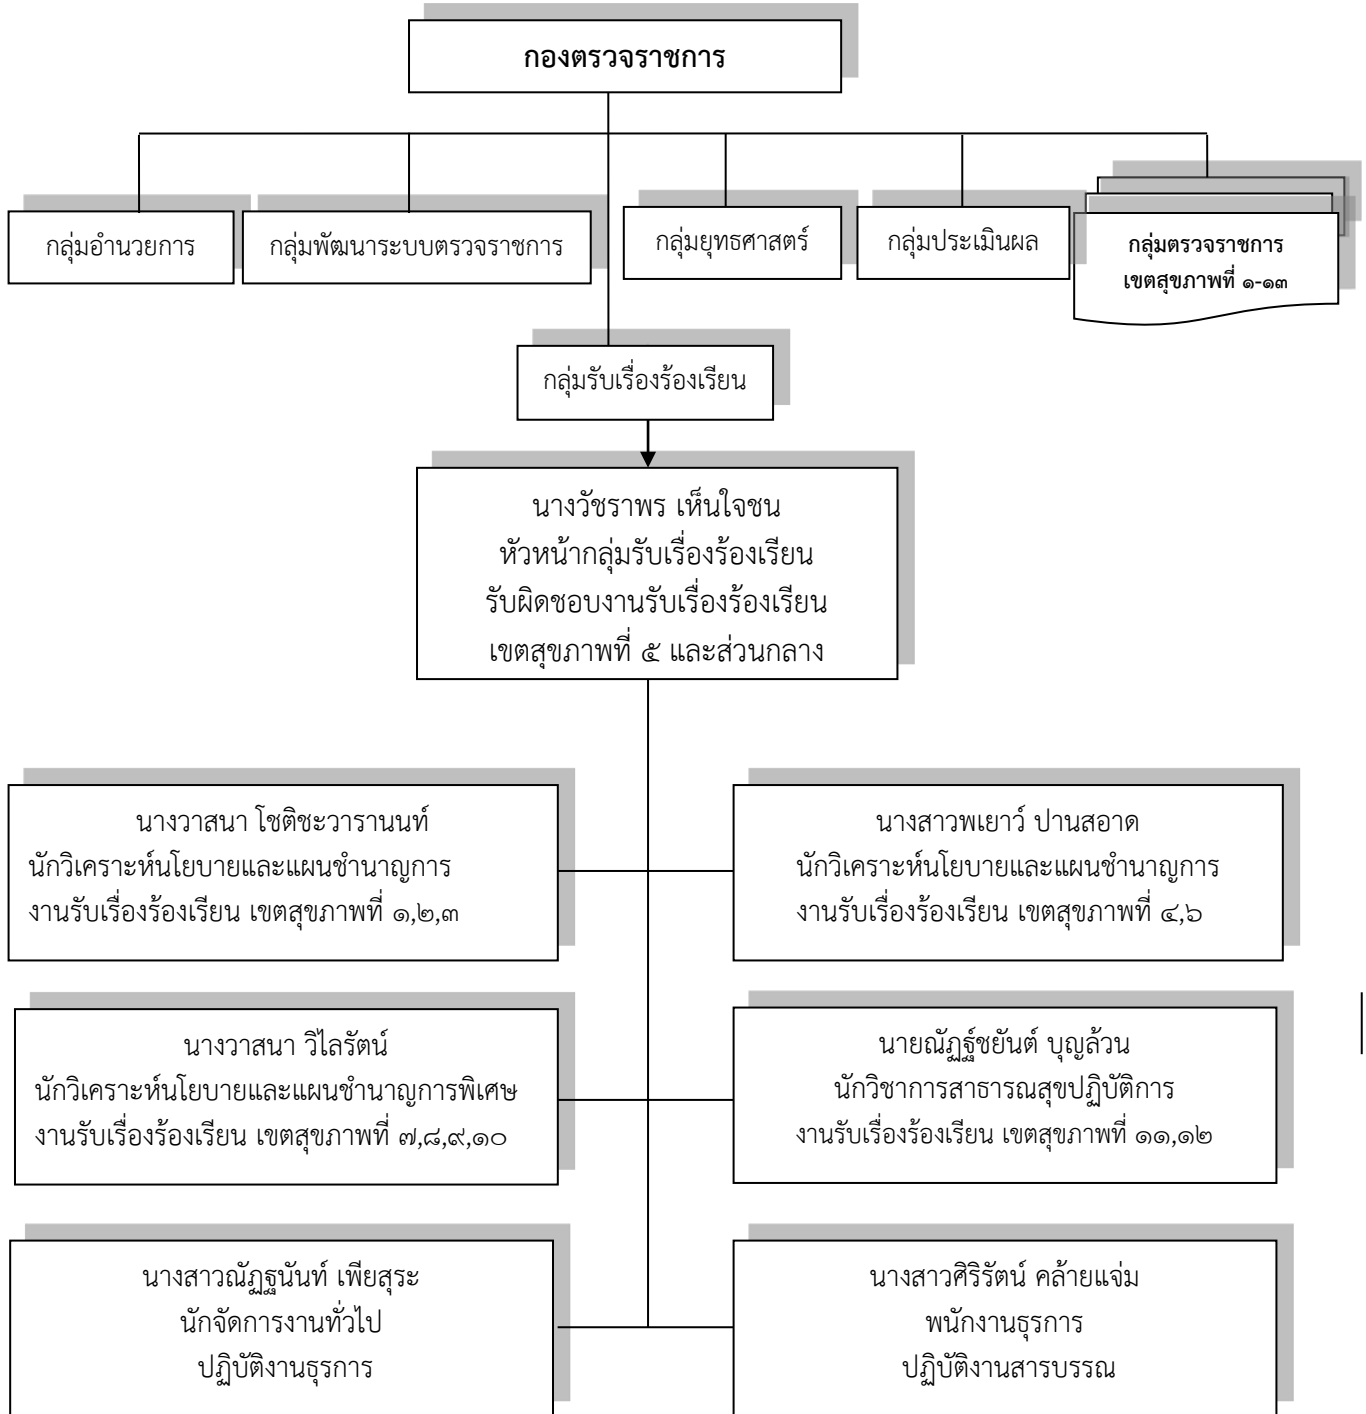 กองตรวจราชการ
กลุ่มอำนวยการ
กลุ่มพัฒนาระบบตรวจราชการ
กลุ่มยุทธศาสตร์
กลุ่มประเมินผล
กลุ่มตรวจราชการ
เขตสุขภาพที่ ๑-๑๓
กลุ่มรับเรื่องร้องเรียน
นางวัชราพร เห็นใจชน
หัวหน้ากลุ่มรับเรื่องร้องเรียน
รับผิดชอบงานรับเรื่องร้องเรียน
เขตสุขภาพที่ ๕ และส่วนกลาง
นางวาสนา โชติชะวารานนท์
นักวิเคราะห์นโยบายและแผนชำนาญการ
งานรับเรื่องร้องเรียน เขตสุขภาพที่ ๑,๒,๓
นางสาวพเยาว์ ปานสอาด
นักวิเคราะห์นโยบายและแผนชำนาญการ
งานรับเรื่องร้องเรียน เขตสุขภาพที่ ๔,๖
นางวาสนา วิไลรัตน์
นักวิเคราะห์นโยบายและแผนชำนาญการพิเศษ
งานรับเรื่องร้องเรียน เขตสุขภาพที่ ๗,๘,๙,๑๐
นายณัฏฐ์ชยันต์ บุญล้วน
นักวิชาการสาธารณสุขปฏิบัติการ
งานรับเรื่องร้องเรียน เขตสุขภาพที่ ๑๑,๑๒
นางสาวณัฏฐนันท์ เพียสุระ
นักจัดการงานทั่วไป
ปฏิบัติงานธุรการ
นางสาวศิริรัตน์ คล้ายแจ่ม
พนักงานธุรการ
ปฏิบัติงานสารบรรณ